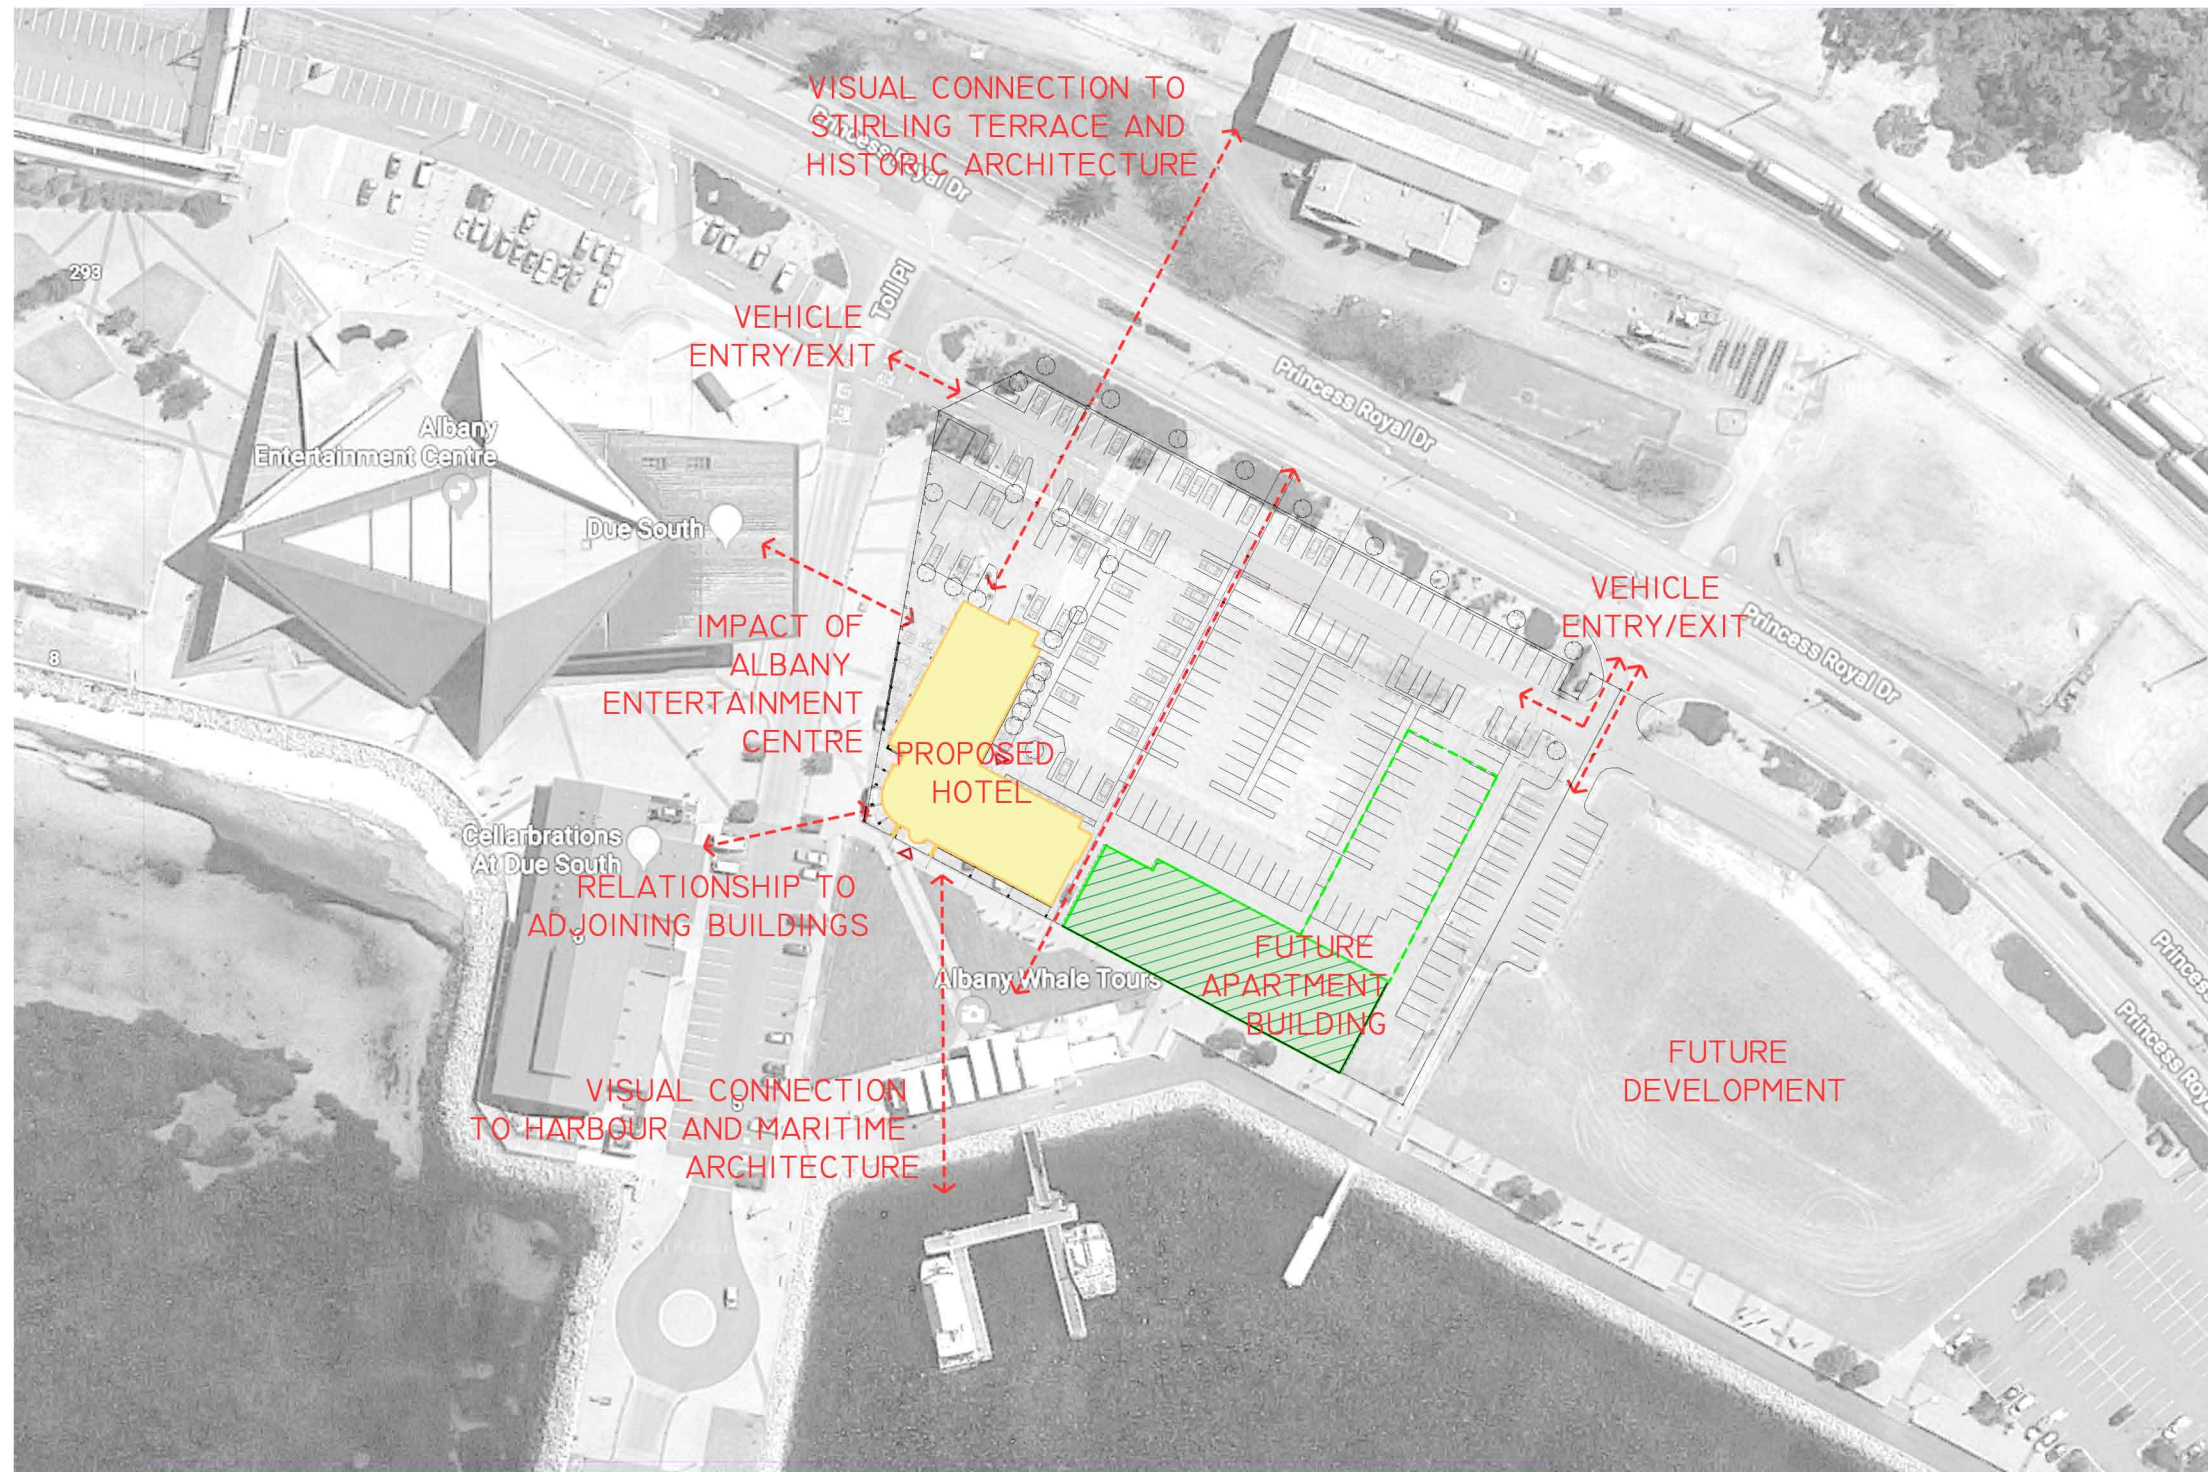 VISUAL CONNECTION TO
STIRLING TERRACE AND
HISTORIC ARCHITECTURE
Princess Royal Dr
Toll Pl
293
VEHICLE
ENTRY/EXIT
Princess Royal Dr
Albany
Entertainment Centre
Due South
VEHICLE
ENTRY/EXIT
Princess Royal Dr
IMPACT OF
ALBANY
ENTERTAINMENT
CENTRE
8
PROPOSED
HOTEL
Cellarbrations
At Due South
RELATIONSHIP TO
ADJOINING BUILDINGS
Albany Whale Tours
FUTURE
APARTMENT
BUILDING
FUTURE
DEVELOPMENT
VISUAL CONNECTION
TO HARBOUR AND MARITIME
ARCHITECTURE
Princess
Princess Roy